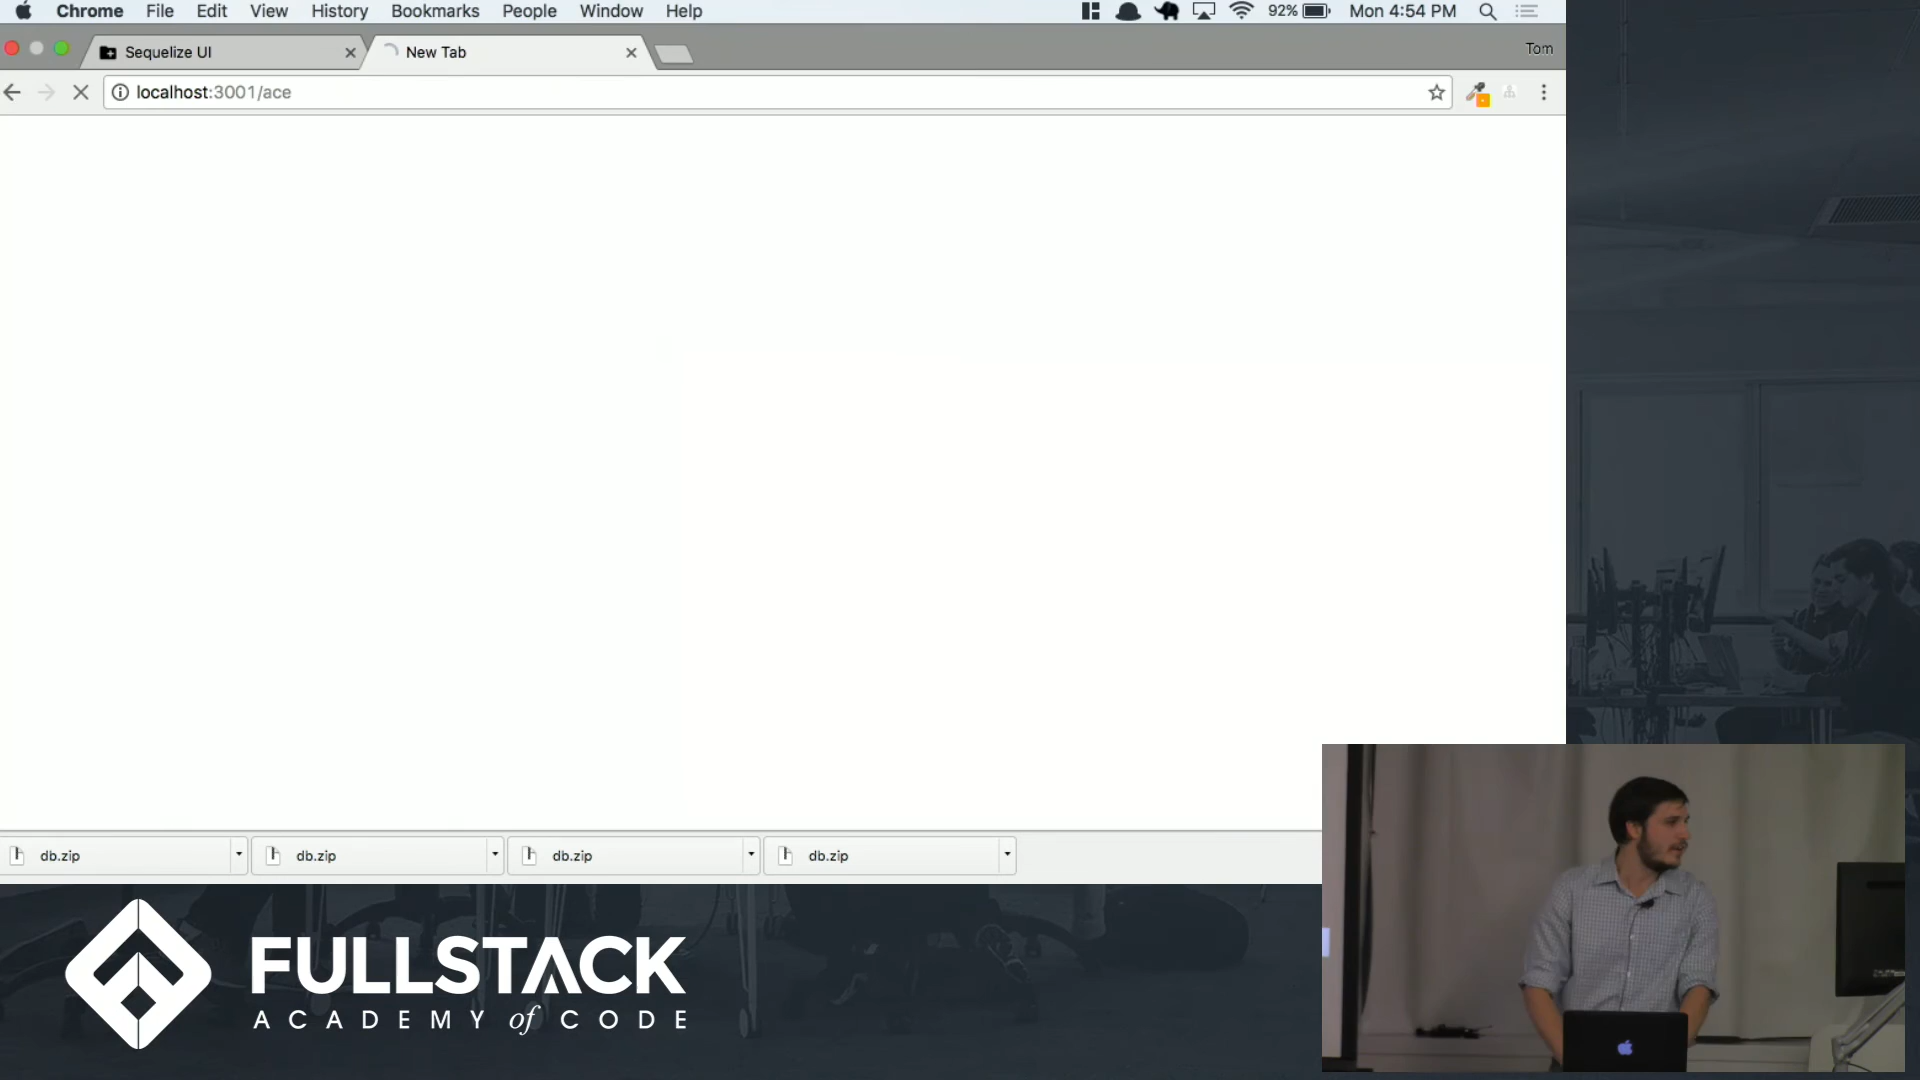 Chrome File Edit View History Bookmarks People Window Help 92% Mon 4:54 PM
Sequelize UI New Tab Tom
localhost:3001/ace
db.zip db.zip db.zip db.zip
FULLSTACK
ACADEMY of CODE